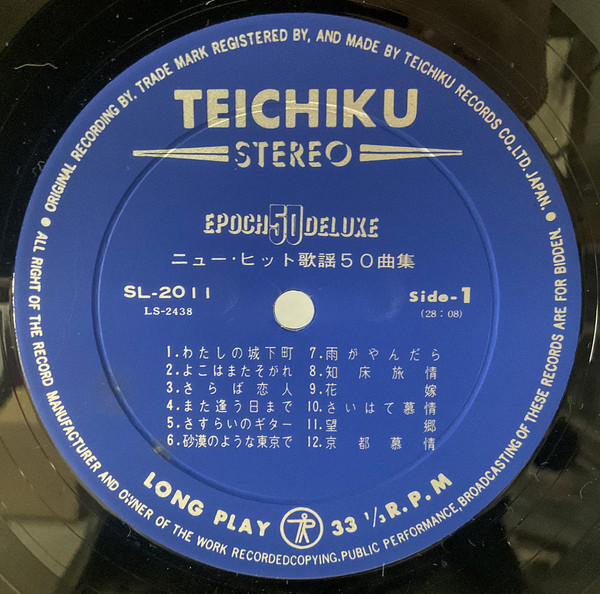 ORIGINAL RECORDING BY, TRADE MARK REGISTERED BY, AND MADE BY TEICHIKU RECORDS CO.LTD. JAPAN.
TEICHIKU
STEREO
EPOCH 50 DELUXE
ニュー・ヒット歌謡50曲集
SL-2011
LS-2438
Side-1
(28:08)
1.わたしの城下町
2.よこはまたそがれ
3.さらば恋人
4.また逢う日まで
5.さすらいのギター
6.砂漠のような東京で
7.雨がやんだら
8.知床旅情
9.花嫁
10.さいはて慕情
11.望郷
12.京都慕情
LONG PLAY TR 33 1/3 R.P.M
ALL RIGHT OF THE RECORD MANUFACTURER AND OWNER OF THE WORK RECORDEDCOPYING.PUBLIC PERFORMANCE,BROADCASTING OF THESE RECORDS ARE FOR BIDDEN.